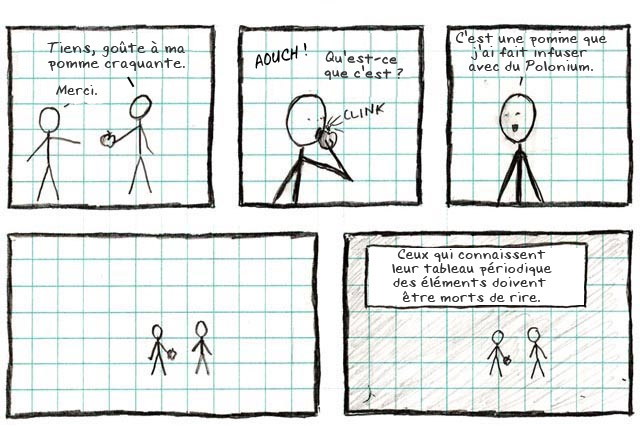 Tiens, goûte à ma
pomme craquante.
Merci.
AOUCH !
Qu'est-ce
que c'est ?
CLINK
C'est une pomme que
j'ai fait infuser
avec du Polonium.
Ceux qui connaissent
leur tableau périodique
des éléments doivent
être morts de rire.